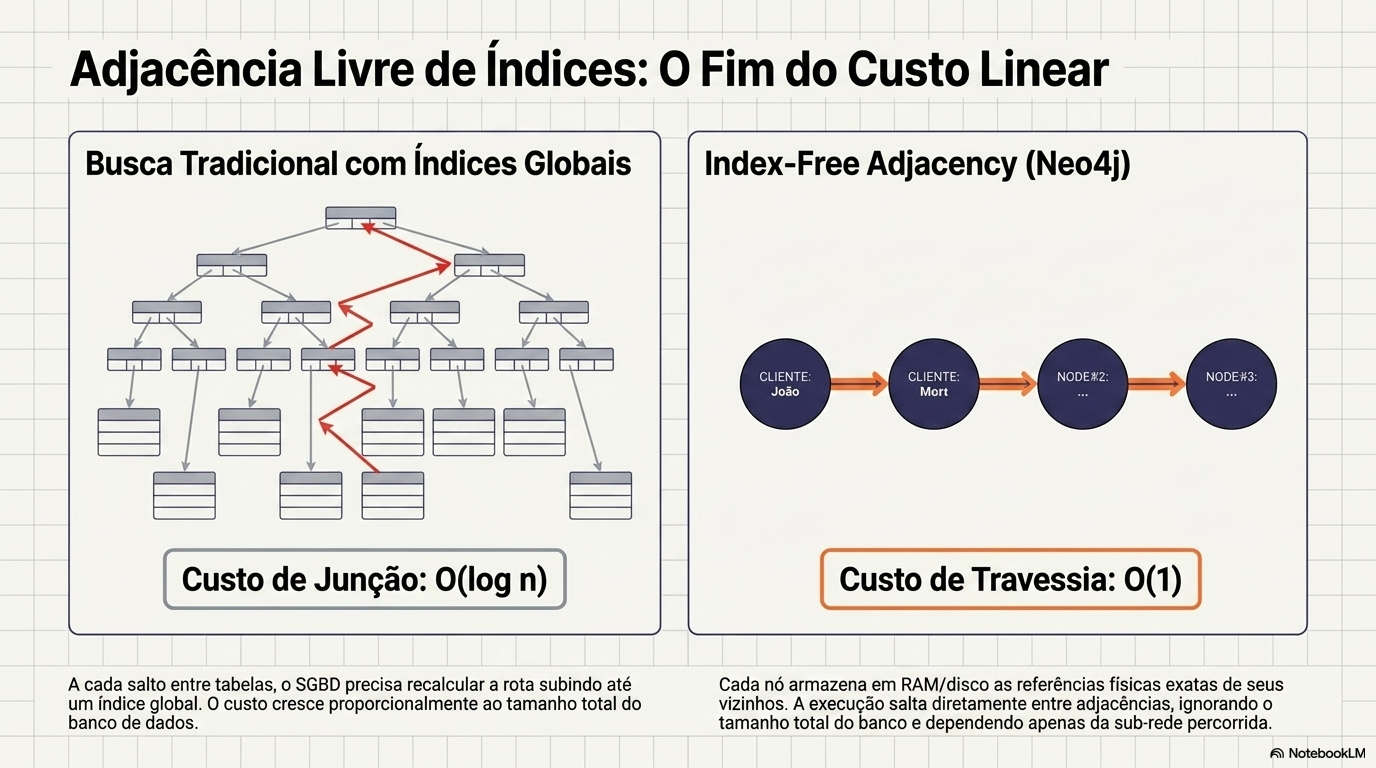 Adjacência Livre de Índices: O Fim do Custo Linear
Busca Tradicional com Índices Globais
Custo de Junção: O(log n)
A cada salto entre tabelas, o SGBD precisa recalcular a rota subindo até
um índice global. O custo cresce proporcionalmente ao tamanho total do
banco de dados.
Index-Free Adjacency (Neo4j)
CLIENTE:
João
CLIENTE:
Mort
NODE#2:
...
NODE#3:
...
Custo de Travessia: O(1)
Cada nó armazena em RAM/disco as referências físicas exatas de seus
vizinhos. A execução salta diretamente entre adjacências, ignorando o
tamanho total do banco e dependendo apenas da sub-rede percorrida.
NotebookLM